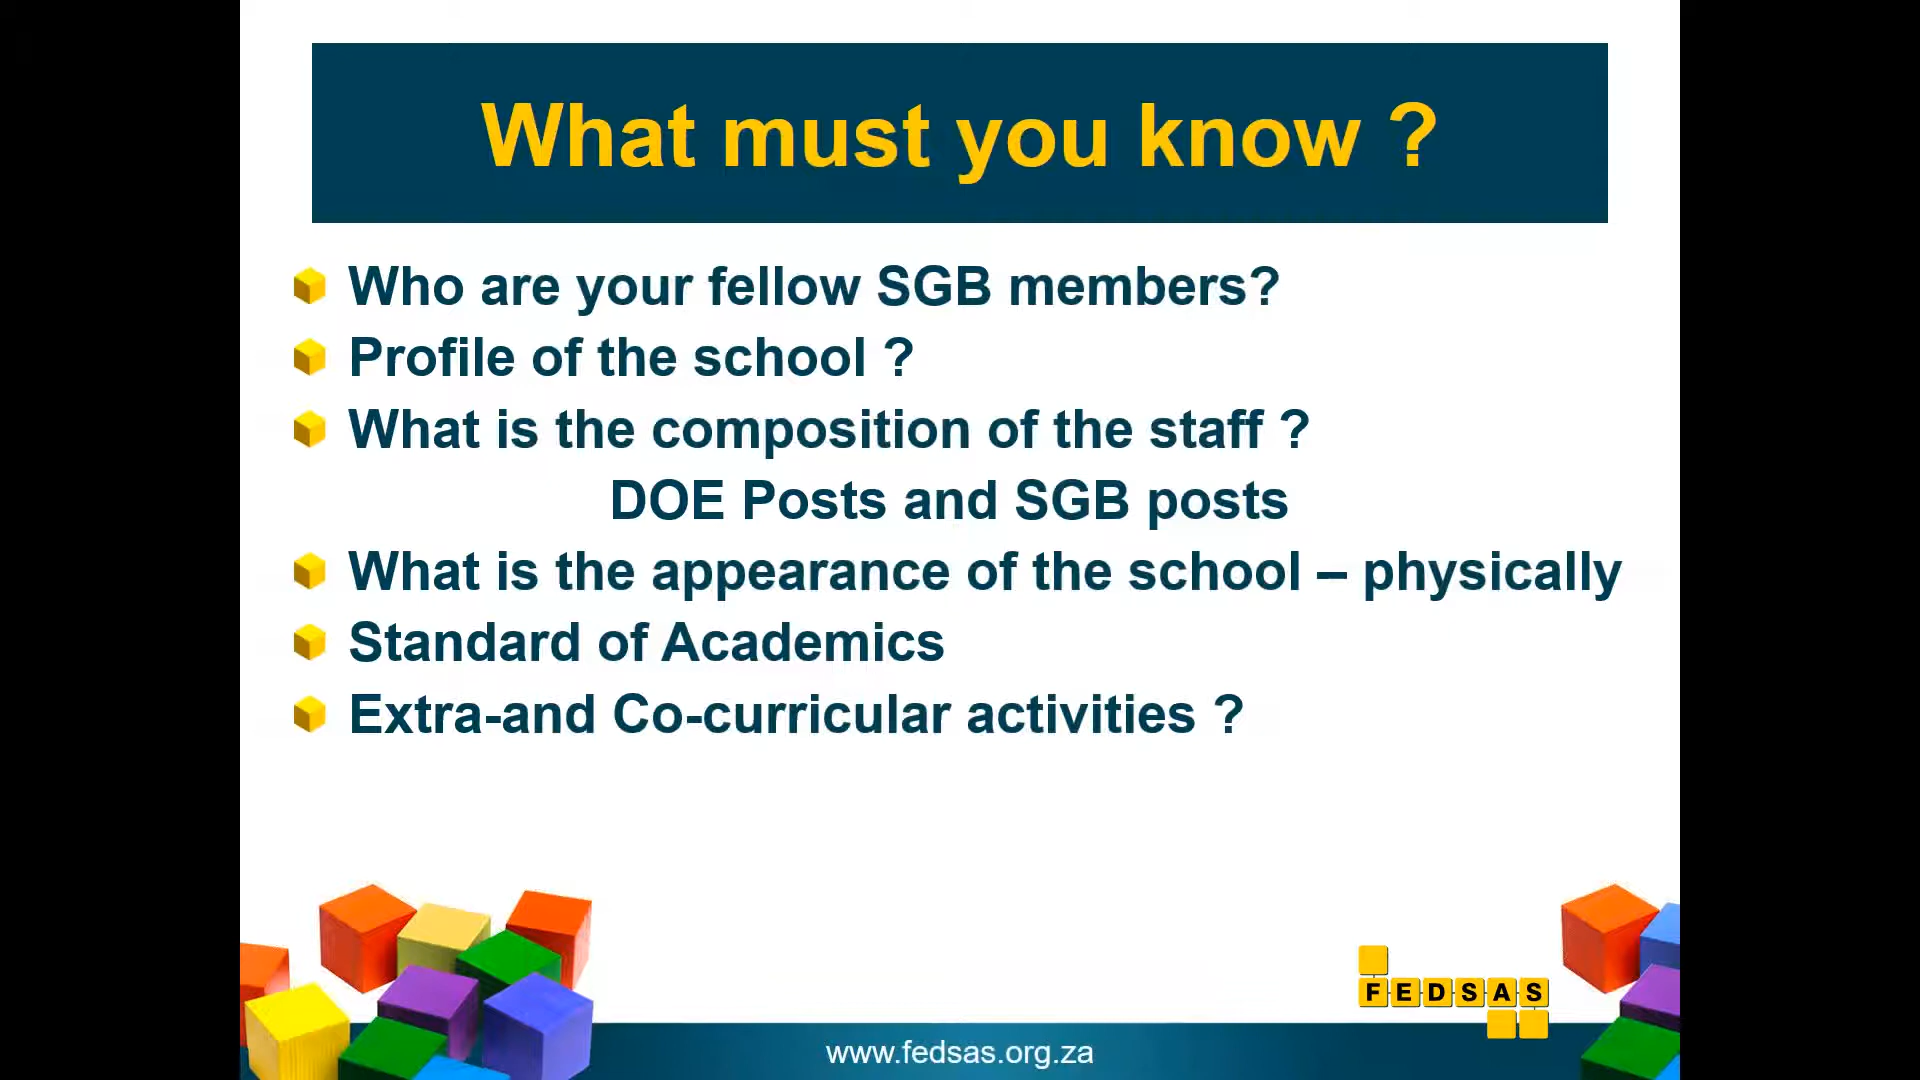 What must you know ?
Who are your fellow SGB members?
Profile of the school ?
What is the composition of the staff ?
DOE Posts and SGB posts
What is the appearance of the school – physically
Standard of Academics
Extra-and Co-curricular activities ?
FEDSAS
www.fedsas.org.za